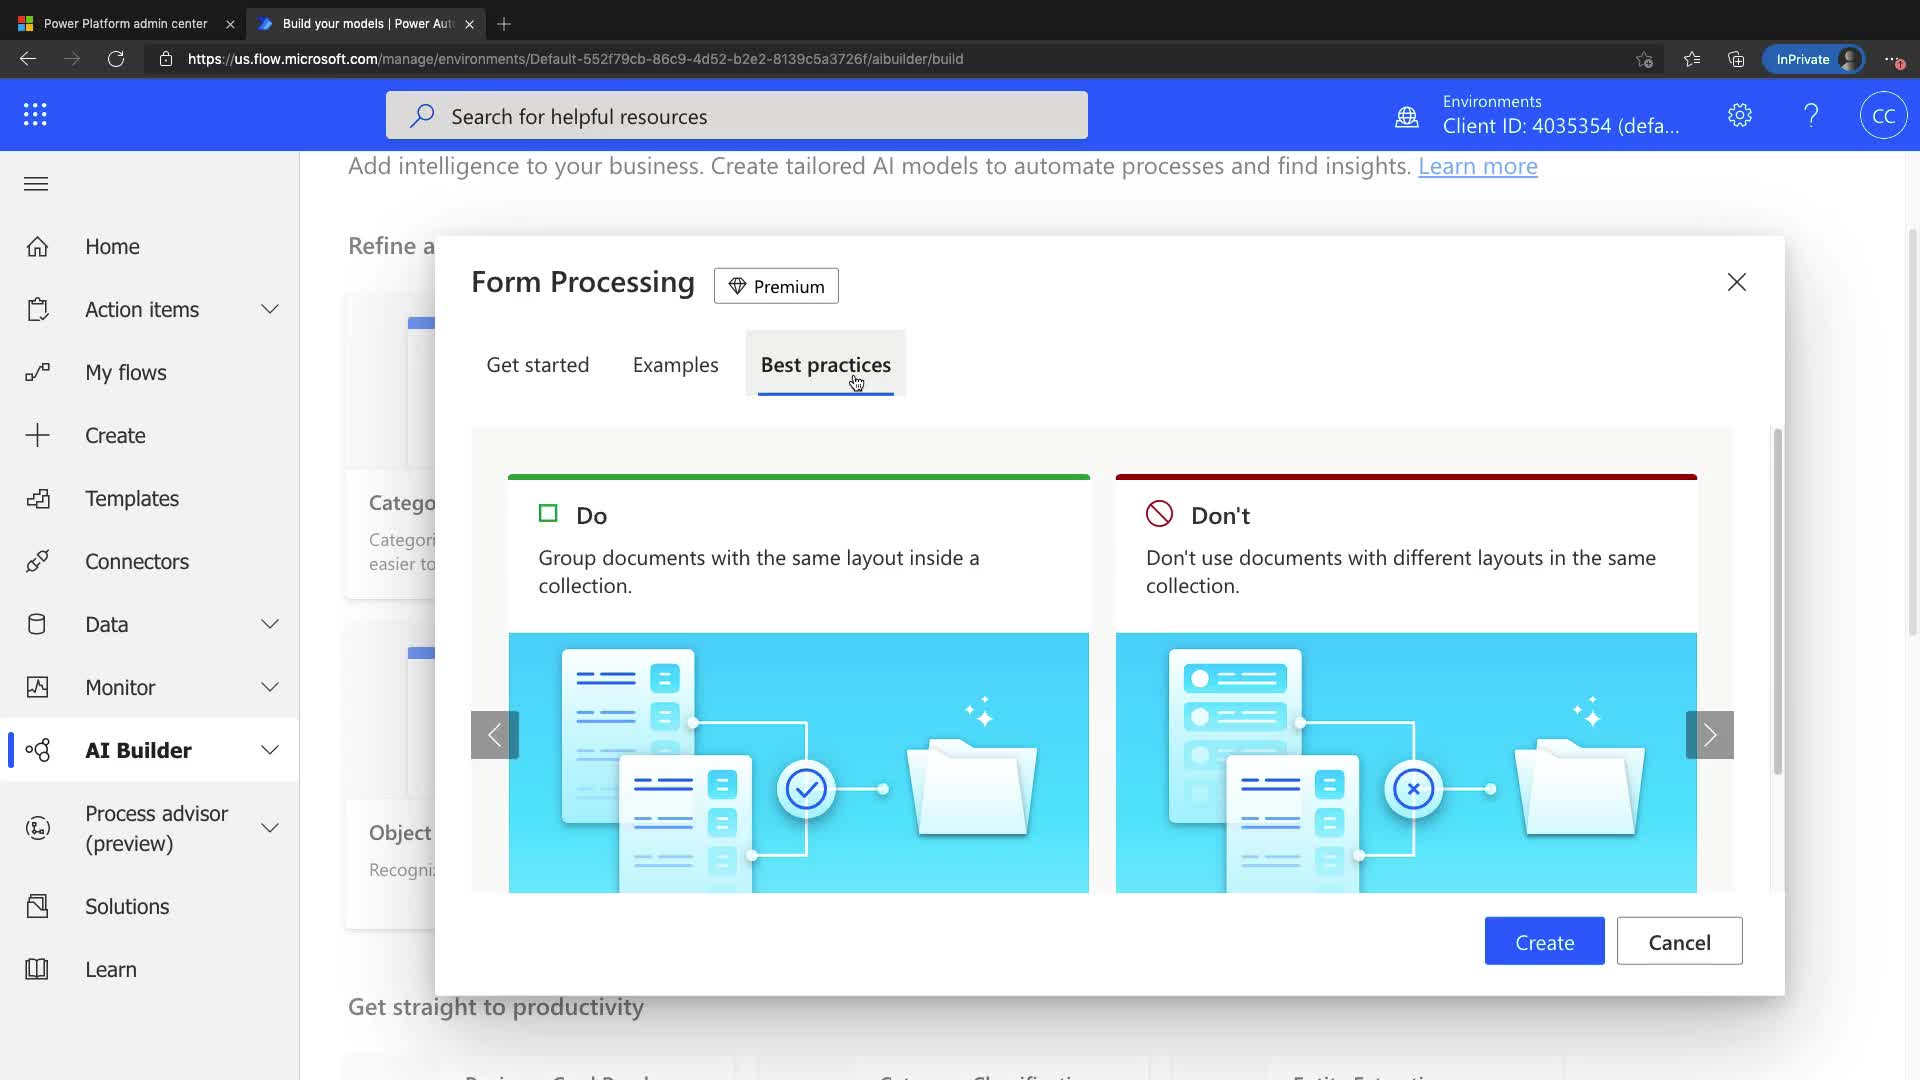 Power Platform admin center
Build your models | Power Aut
https://us.flow.microsoft.com/manage/environments/Default-552f79cb-86c9-4d52-b2e2-8139c5a3726f/aibuilder/build
InPrivate
Search for helpful resources
Environments
Client ID: 4035354 (defa...
CC
Add intelligence to your business. Create tailored AI models to automate processes and find insights. Learn more
Home
Action items
My flows
Create
Templates
Connectors
Data
Monitor
AI Builder
Process advisor
(preview)
Solutions
Learn
Refine a
Catego
Categori
easier to
Object
Recogniz
Form Processing
Premium
Get started
Examples
Best practices
Do
Group documents with the same layout inside a
collection.
Don't
Don't use documents with different layouts in the same
collection.
Create
Cancel
Get straight to productivity